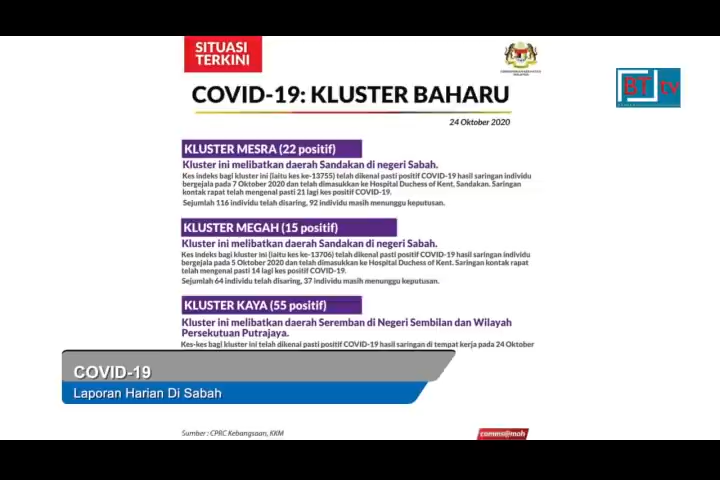 SITUASI
TERKINI
BT tv
COVID-19: KLUSTER BAHARU
24 Oktober 2020
KLUSTER MESRA (22 positif)
Kluster ini melibatkan daerah Sandakan di negeri Sabah.
Kes indeks bagi kluster ini (iaitu kes ke-13755) telah dikenal pasti positif COVID-19 hasil saringan individu
bergejala pada 7 Oktober 2020 dan telah dimasukkan ke Hospital Duchess of Kent, Sandakan. Saringan
kontak rapat telah mengenal pasti 21 lagi kes positif COVID-19.
Sejumlah 116 individu telah disaring, 92 individu masih menunggu keputusan.
KLUSTER MEGAH (15 positif)
Kluster ini melibatkan daerah Sandakan di negeri Sabah.
Kes indeks bagi kluster ini (iaitu kes ke-13706) telah dikenal pasti positif COVID-19 hasil saringan individu
bergejala pada 5 Oktober 2020 dan telah dimasukkan ke Hospital Duchess of Kent. Saringan kontak rapat
telah mengenal pasti 14 lagi kes positif COVID-19.
Sejumlah 64 individu telah disaring, 37 individu masih menunggu keputusan.
KLUSTER KAYA (55 positif)
Kluster ini melibatkan daerah Seremban di Negeri Sembilan dan Wilayah
Persekutuan Putrajaya.
Kes-kes bagi kluster ini telah dikenal pasti positif COVID-19 hasil saringan di tempat kerja pada 24 Oktober
COVID-19
Laporan Harian Di Sabah
Sumber : CPRC Kebangsaan, KKM
comms@moh